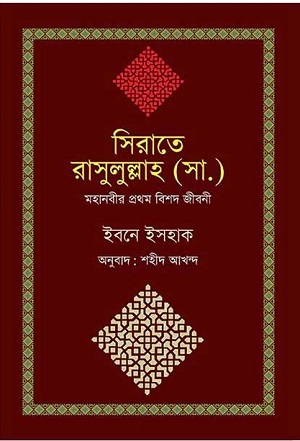 সিরাতে
রাসুলুল্লাহ (সা.)
মহানবীর প্রথম বিশদ জীবনী
ইবনে ইসহাক
অনুবাদ : শহীদ আখন্দ